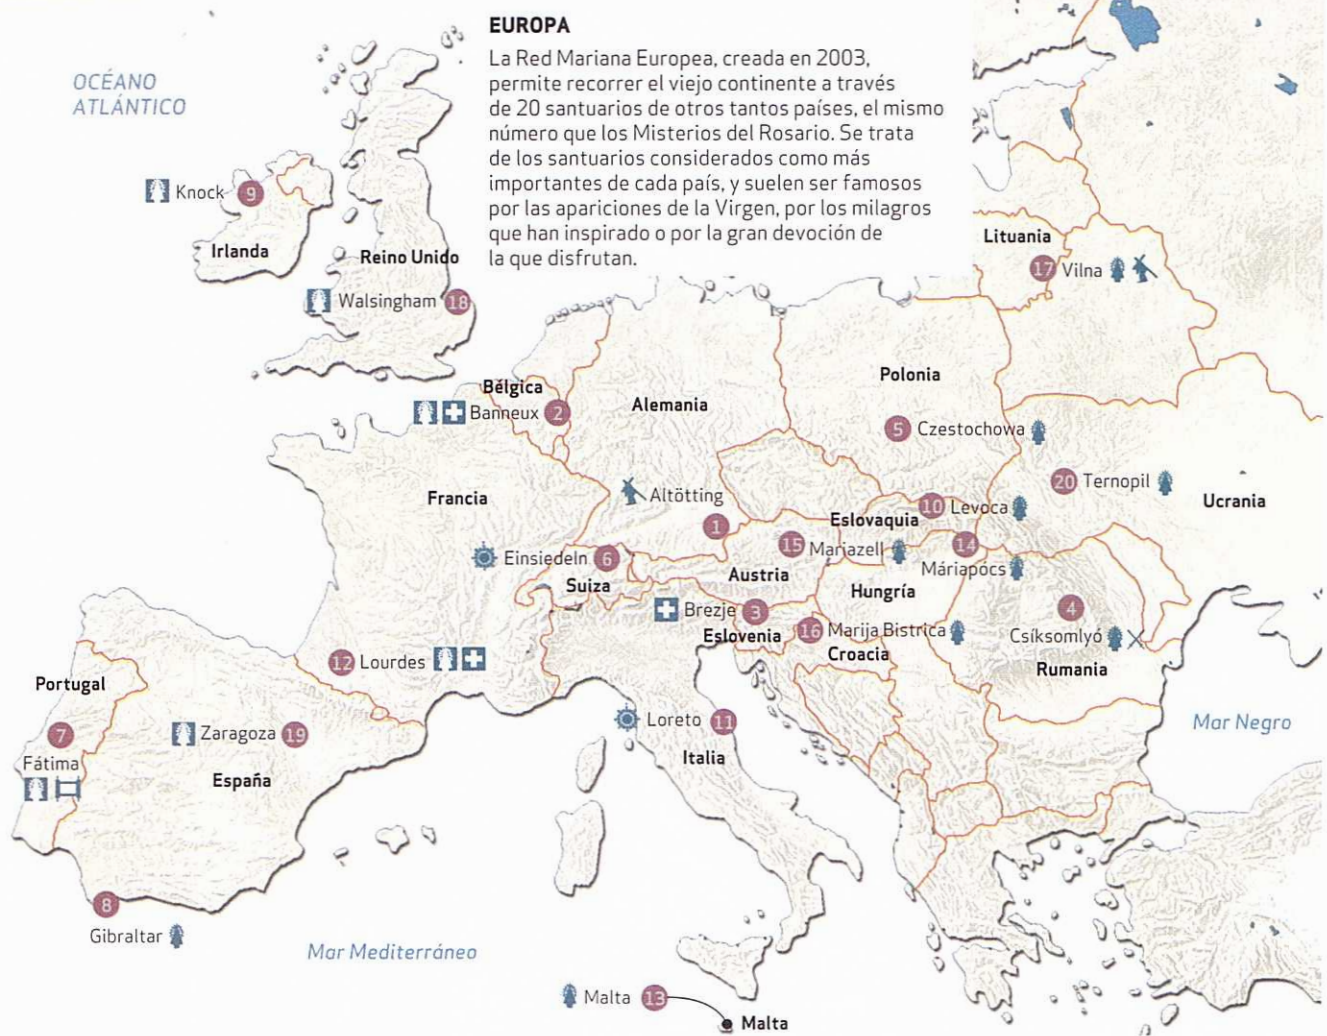 EUROPA
La Red Mariana Europea, creada en 2003,
permite recorrer el viejo continente a través
de 20 santuarios de otros tantos países, el mismo
número que los Misterios del Rosario. Se trata
de los santuarios considerados como más
importantes de cada país, y suelen ser famosos
por las apariciones de la Virgen, por los milagros
que han inspirado o por la gran devoción de
la que disfrutan.
OCÉANO
ATLÁNTICO
Knock 9
Irlanda
Reino Unido
Walsingham 18
Lituania
17 Vilna
Bélgica
Banneux 2
Alemania
Polonia
5 Czestochowa
Francia
Altötting
1
20 Ternopil
Ucrania
10 Levoca
Eslovaquia
Einsiedeln 6
Suiza
15 Mariazell
Austria
14
Máriapócs
Hungría
Brezje 3
Eslovenia
16 Marija Bistrica
Croacia
4
Csíksomlyó
Rumania
12 Lourdes
Portugal
7
Fátima
Zaragoza 19
España
Loreto 11
Italia
Mar Negro
8
Gibraltar
Mar Mediterráneo
Malta 13
Malta